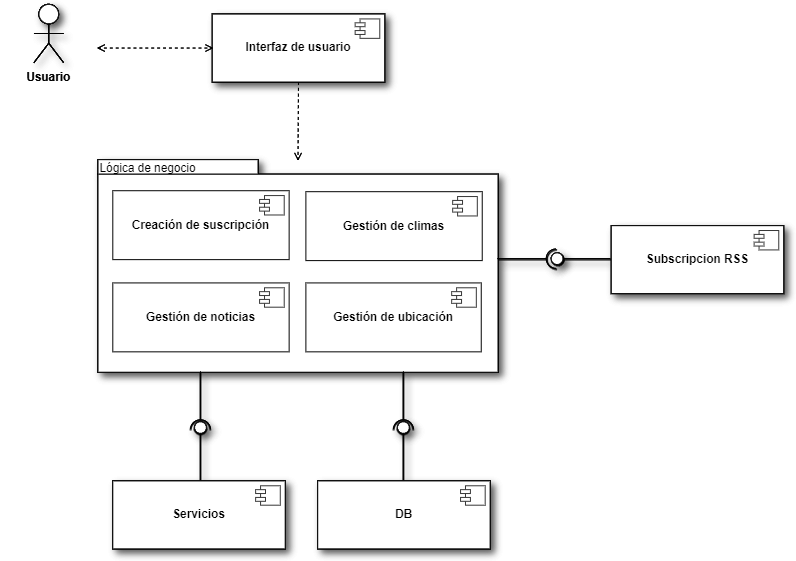 Usuario
Interfaz de usuario
Lógica de negocio
Creación de suscripción
Gestión de climas
Gestión de noticias
Gestión de ubicación
Subscripcion RSS
Servicios
DB